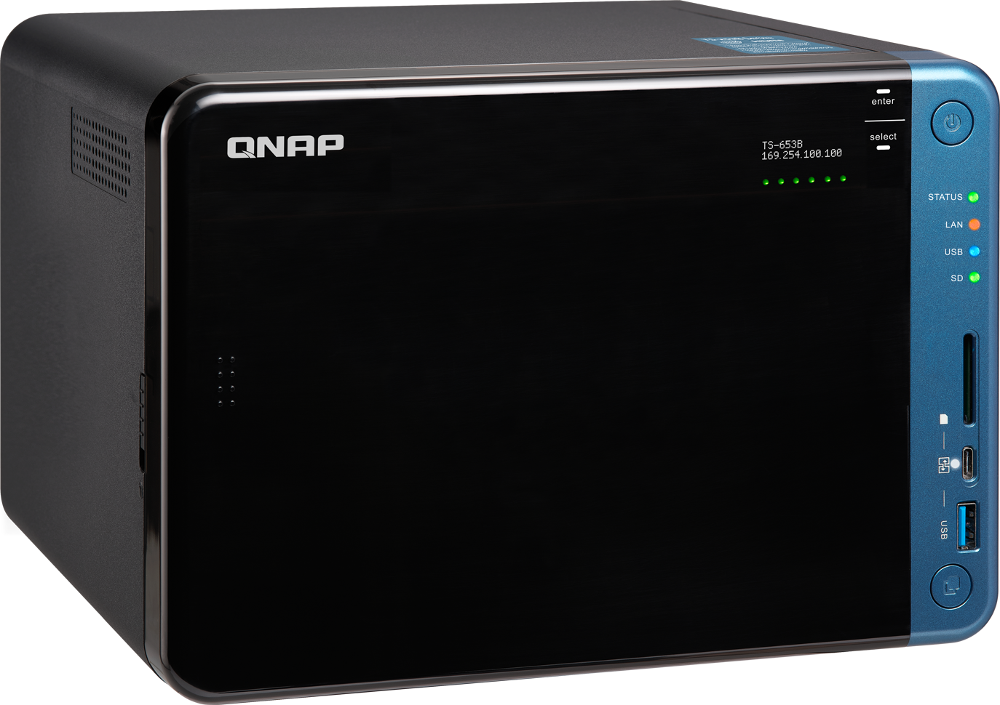 QNAP
TS-653B
169.254.100.100
enter
select
STATUS
LAN
USB
SD
USB